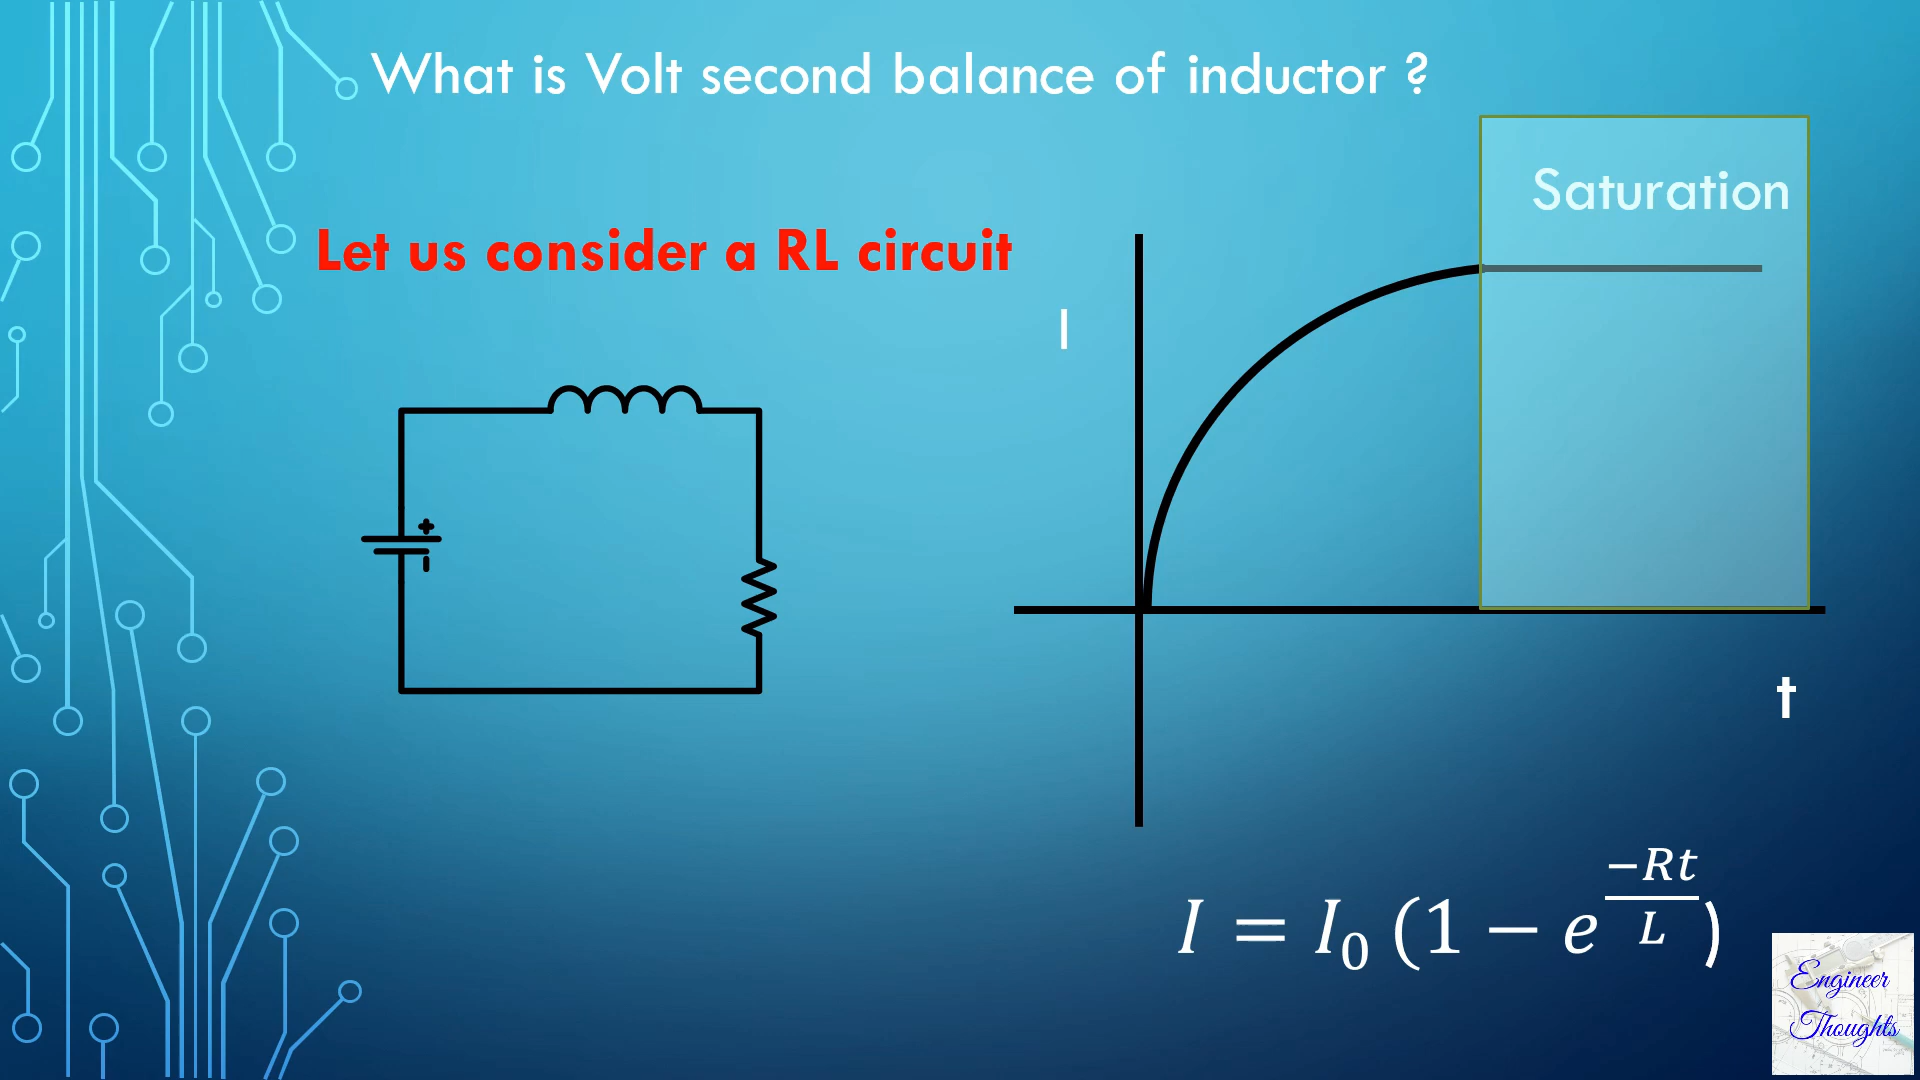 What is Volt second balance of inductor ?
Saturation
Let us consider a RL circuit
I
t
I = I₀ (1 − e^(−Rt/L))
Engineer
Thoughts